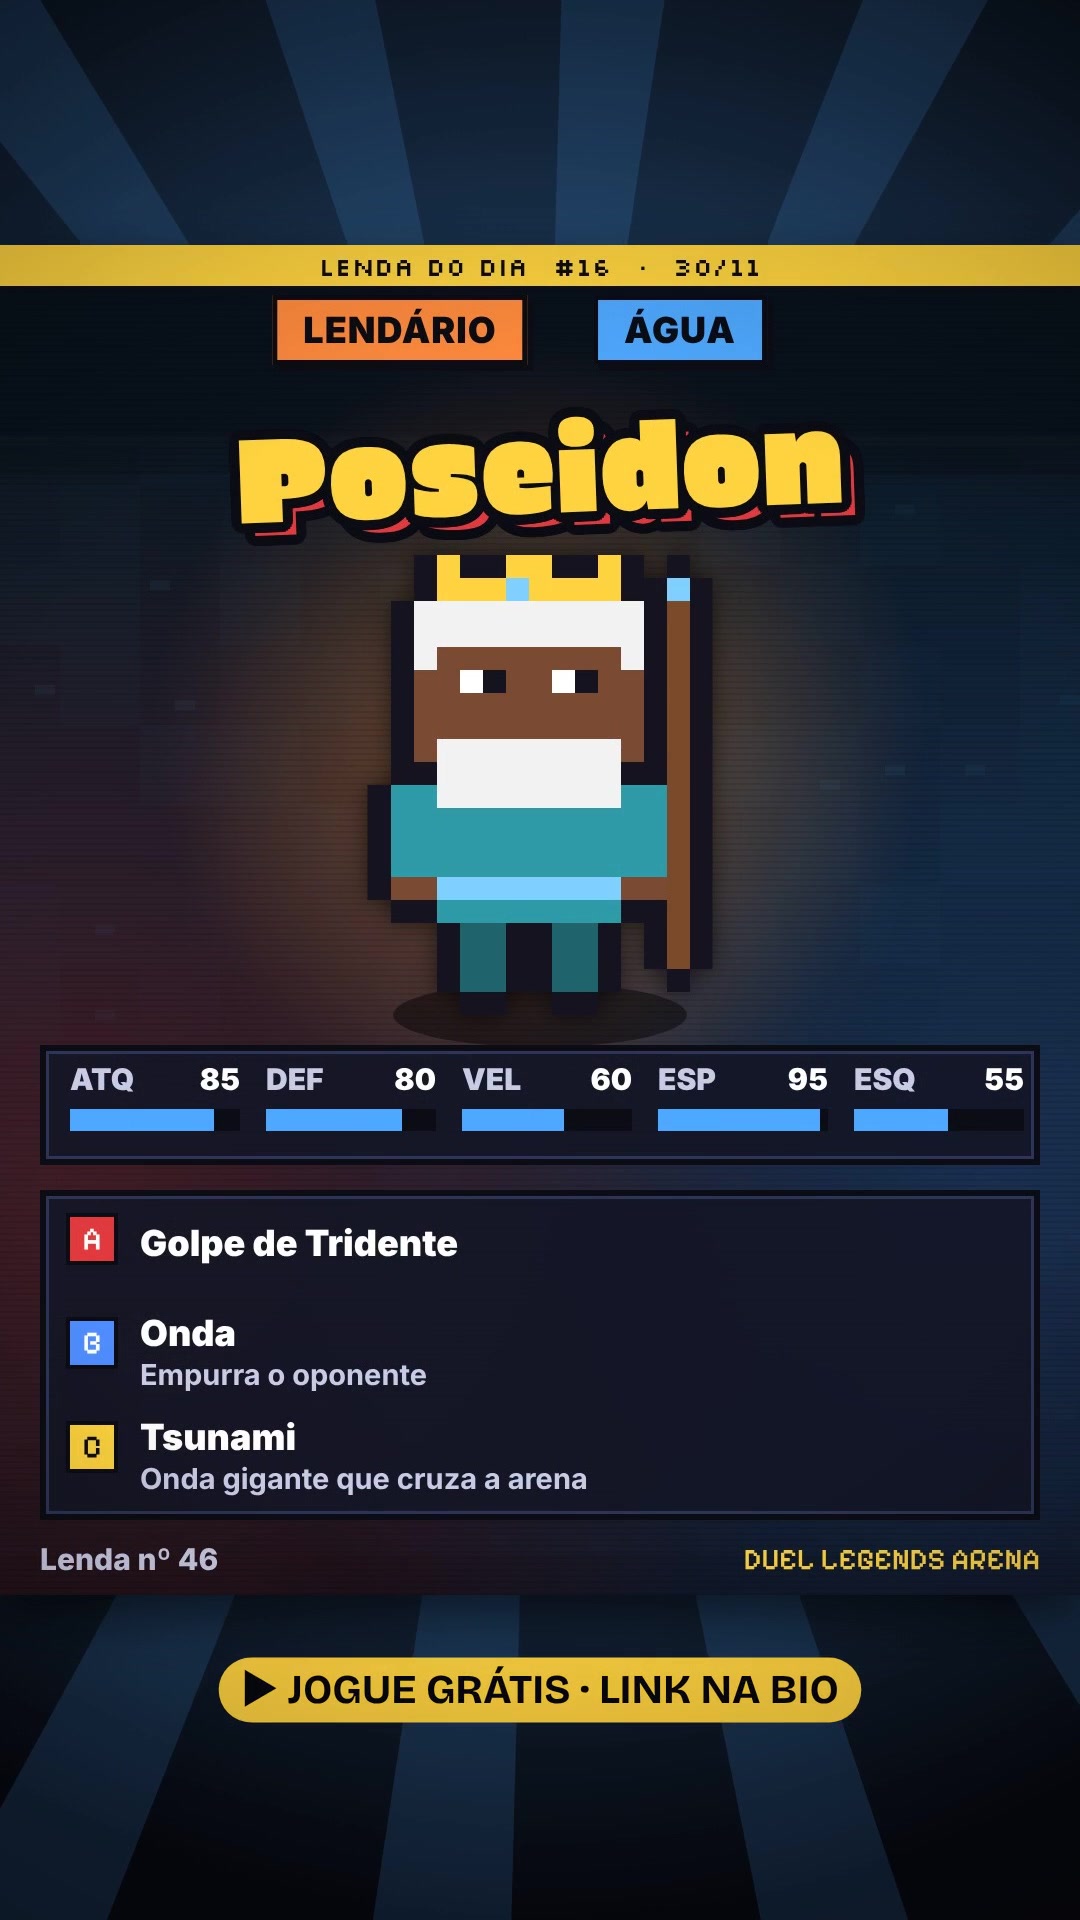 LENDA DO DIA #16 · 30/11
LENDÁRIO ÁGUA
Poseidon
ATQ 85 DEF 80 VEL 60 ESP 95 ESQ 55
A Golpe de Tridente
B Onda
Empurra o oponente
C Tsunami
Onda gigante que cruza a arena
Lenda nº 46 DUEL LEGENDS ARENA
▶ JOGUE GRÁTIS · LINK NA BIO